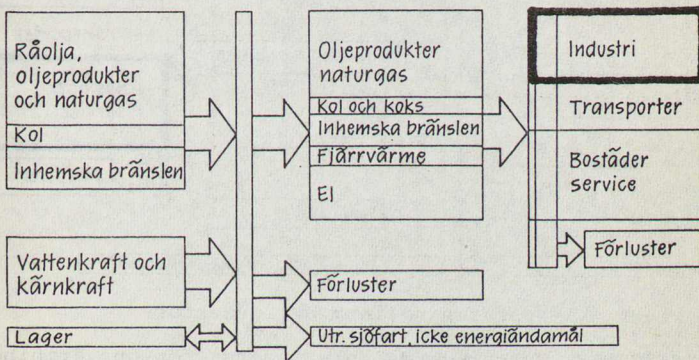 Råolja,
oljeprodukter
och naturgas
Kol
Inhemska bränslen
Vattenkraft och
kärnkraft
Lager
Oljeprodukter
naturgas
Kol och koks
Inhemska bränslen
Fjärrvärme
El
Förluster
Utr. sjöfart, icke energiändamål
Industri
Transporter
Bostäder
service
Förluster